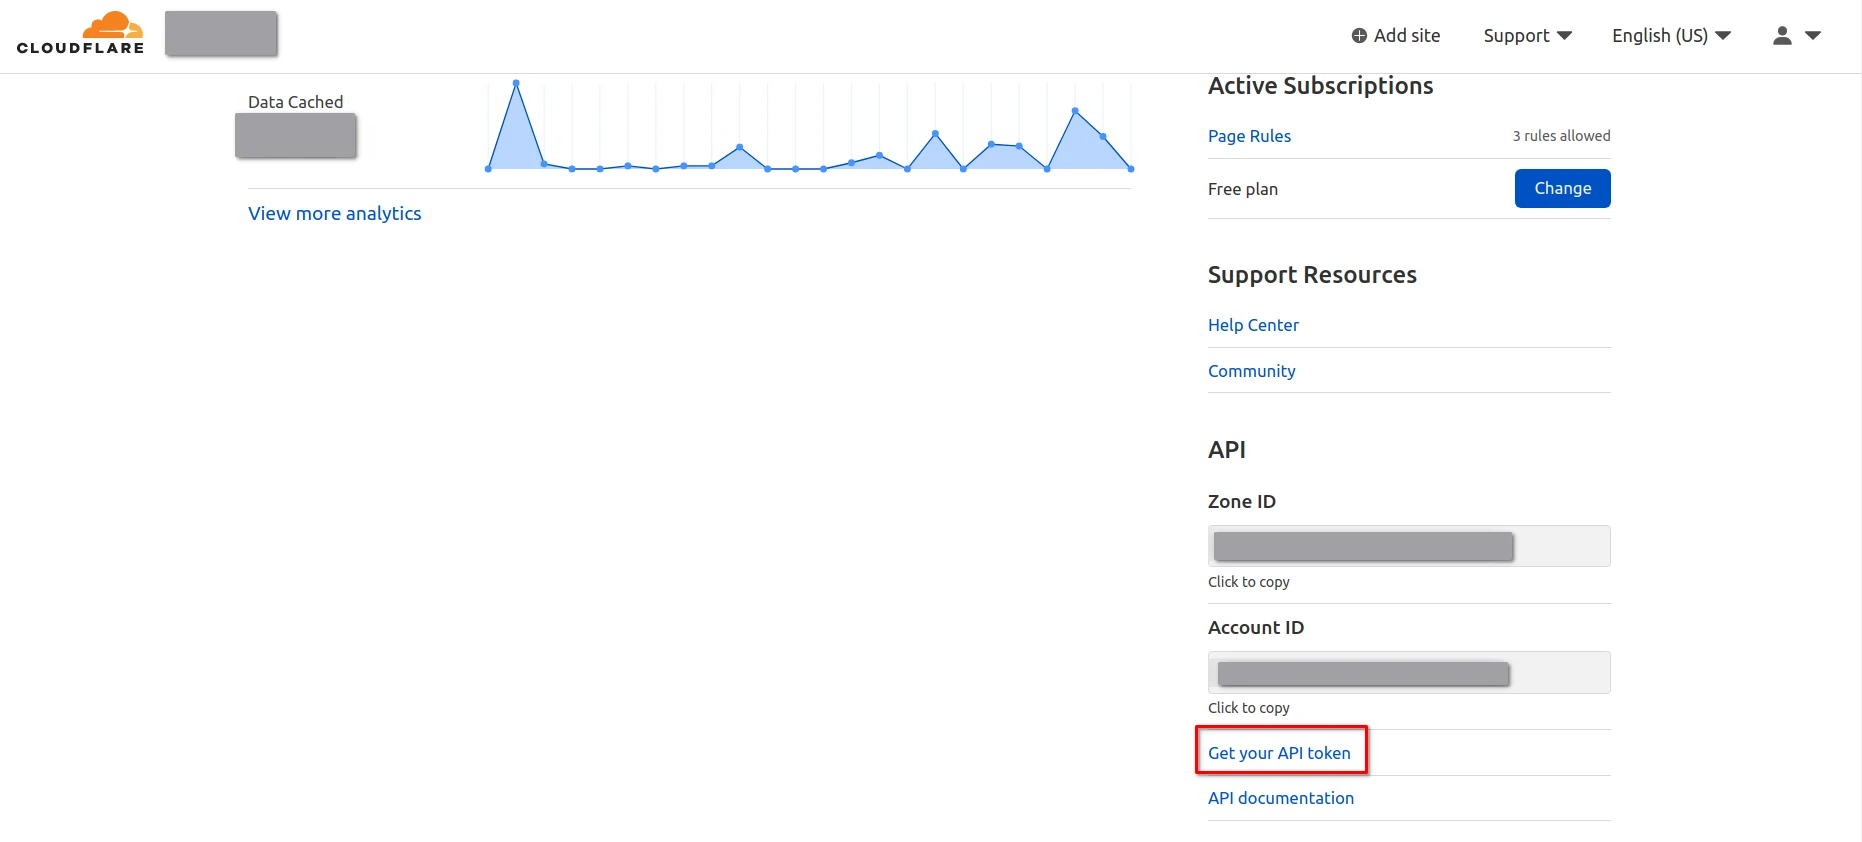 CLOUDFLARE
Add site
Support
English (US)
Data Cached
View more analytics
Active Subscriptions
Page Rules
3 rules allowed
Free plan
Change
Support Resources
Help Center
Community
API
Zone ID
Click to copy
Account ID
Click to copy
Get your API token
API documentation